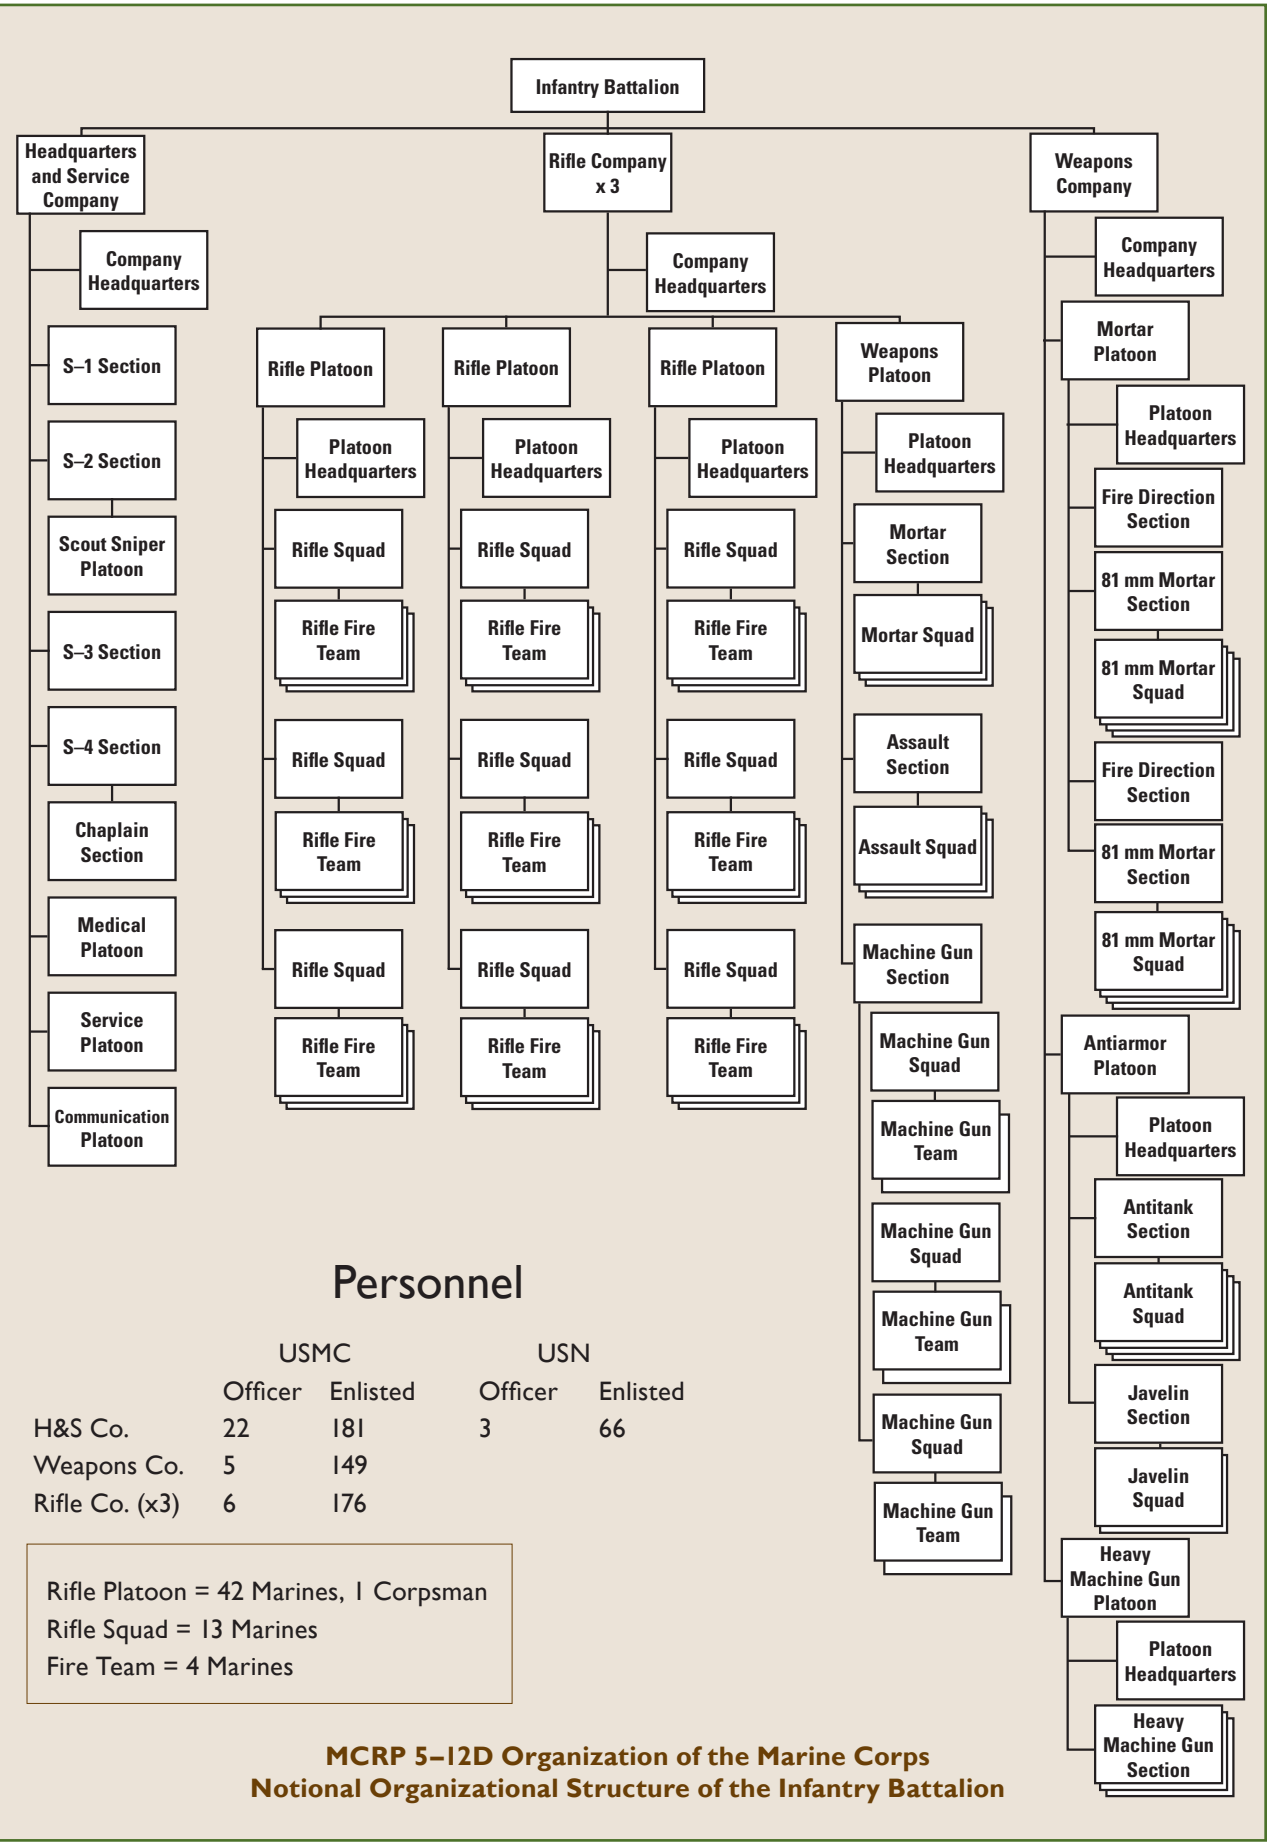 Infantry Battalion
Headquarters
and Service
Company
Company
Headquarters
S–1 Section
S–2 Section
Scout Sniper
Platoon
S–3 Section
S–4 Section
Chaplain
Section
Medical
Platoon
Service
Platoon
Communication
Platoon
Rifle Company
x 3
Company
Headquarters
Rifle Platoon
Platoon
Headquarters
Rifle Squad
Rifle Fire
Team
Rifle Squad
Rifle Fire
Team
Rifle Squad
Rifle Fire
Team
Rifle Platoon
Platoon
Headquarters
Rifle Squad
Rifle Fire
Team
Rifle Squad
Rifle Fire
Team
Rifle Squad
Rifle Fire
Team
Rifle Platoon
Platoon
Headquarters
Rifle Squad
Rifle Fire
Team
Rifle Squad
Rifle Fire
Team
Rifle Squad
Rifle Fire
Team
Weapons
Platoon
Platoon
Headquarters
Mortar
Section
Mortar Squad
Assault
Section
Assault Squad
Machine Gun
Section
Machine Gun
Squad
Machine Gun
Team
Machine Gun
Squad
Machine Gun
Team
Machine Gun
Squad
Machine Gun
Team
Weapons
Company
Company
Headquarters
Mortar
Platoon
Platoon
Headquarters
Fire Direction
Section
81 mm Mortar
Section
81 mm Mortar
Squad
Fire Direction
Section
81 mm Mortar
Section
81 mm Mortar
Squad
Antiarmor
Platoon
Platoon
Headquarters
Antitank
Section
Antitank
Squad
Javelin
Section
Javelin
Squad
Heavy
Machine Gun
Platoon
Platoon
Headquarters
Heavy
Machine Gun
Section
Personnel
USMC USN
Officer Enlisted Officer Enlisted
H&S Co. 22 181 3 66
Weapons Co. 5 149
Rifle Co. (x3) 6 176
Rifle Platoon = 42 Marines, 1 Corpsman
Rifle Squad = 13 Marines
Fire Team = 4 Marines
MCRP 5–12D Organization of the Marine Corps
Notional Organizational Structure of the Infantry Battalion